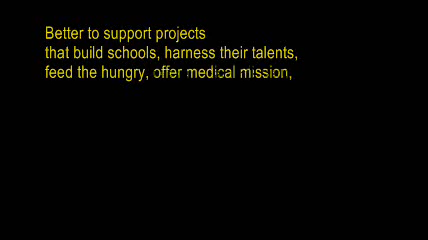 Better to support projects
that build schools, harness their talents,
feed the hungry, offer medical mission,